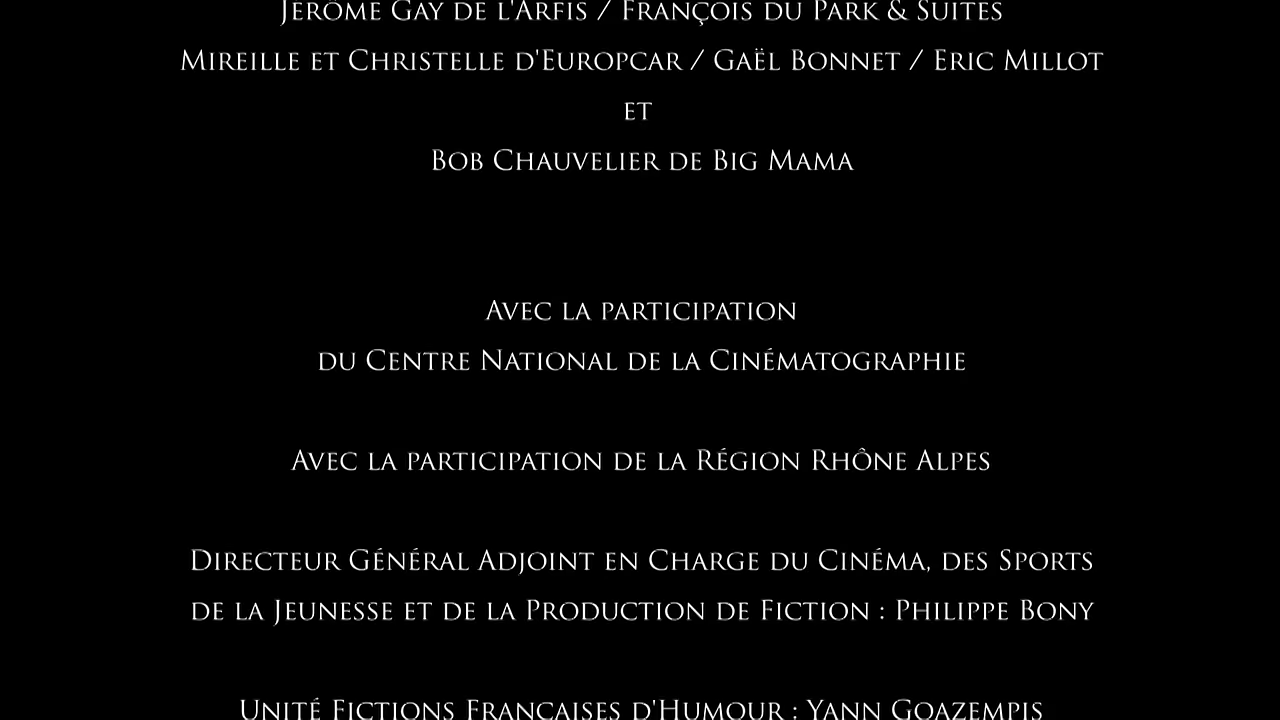 Jérôme Gay de l'Arfis / François du Park & Suites
Mireille et Christelle d'Europcar / Gaël Bonnet / Eric Millot
et
Bob Chauvelier de Big Mama
Avec la participation
du Centre National de la Cinématographie
Avec la participation de la Région Rhône Alpes
Directeur Général Adjoint en Charge du Cinéma, des Sports
de la Jeunesse et de la Production de Fiction : Philippe Bony
Unité Fictions Françaises d'Humour : Yann Goazempis